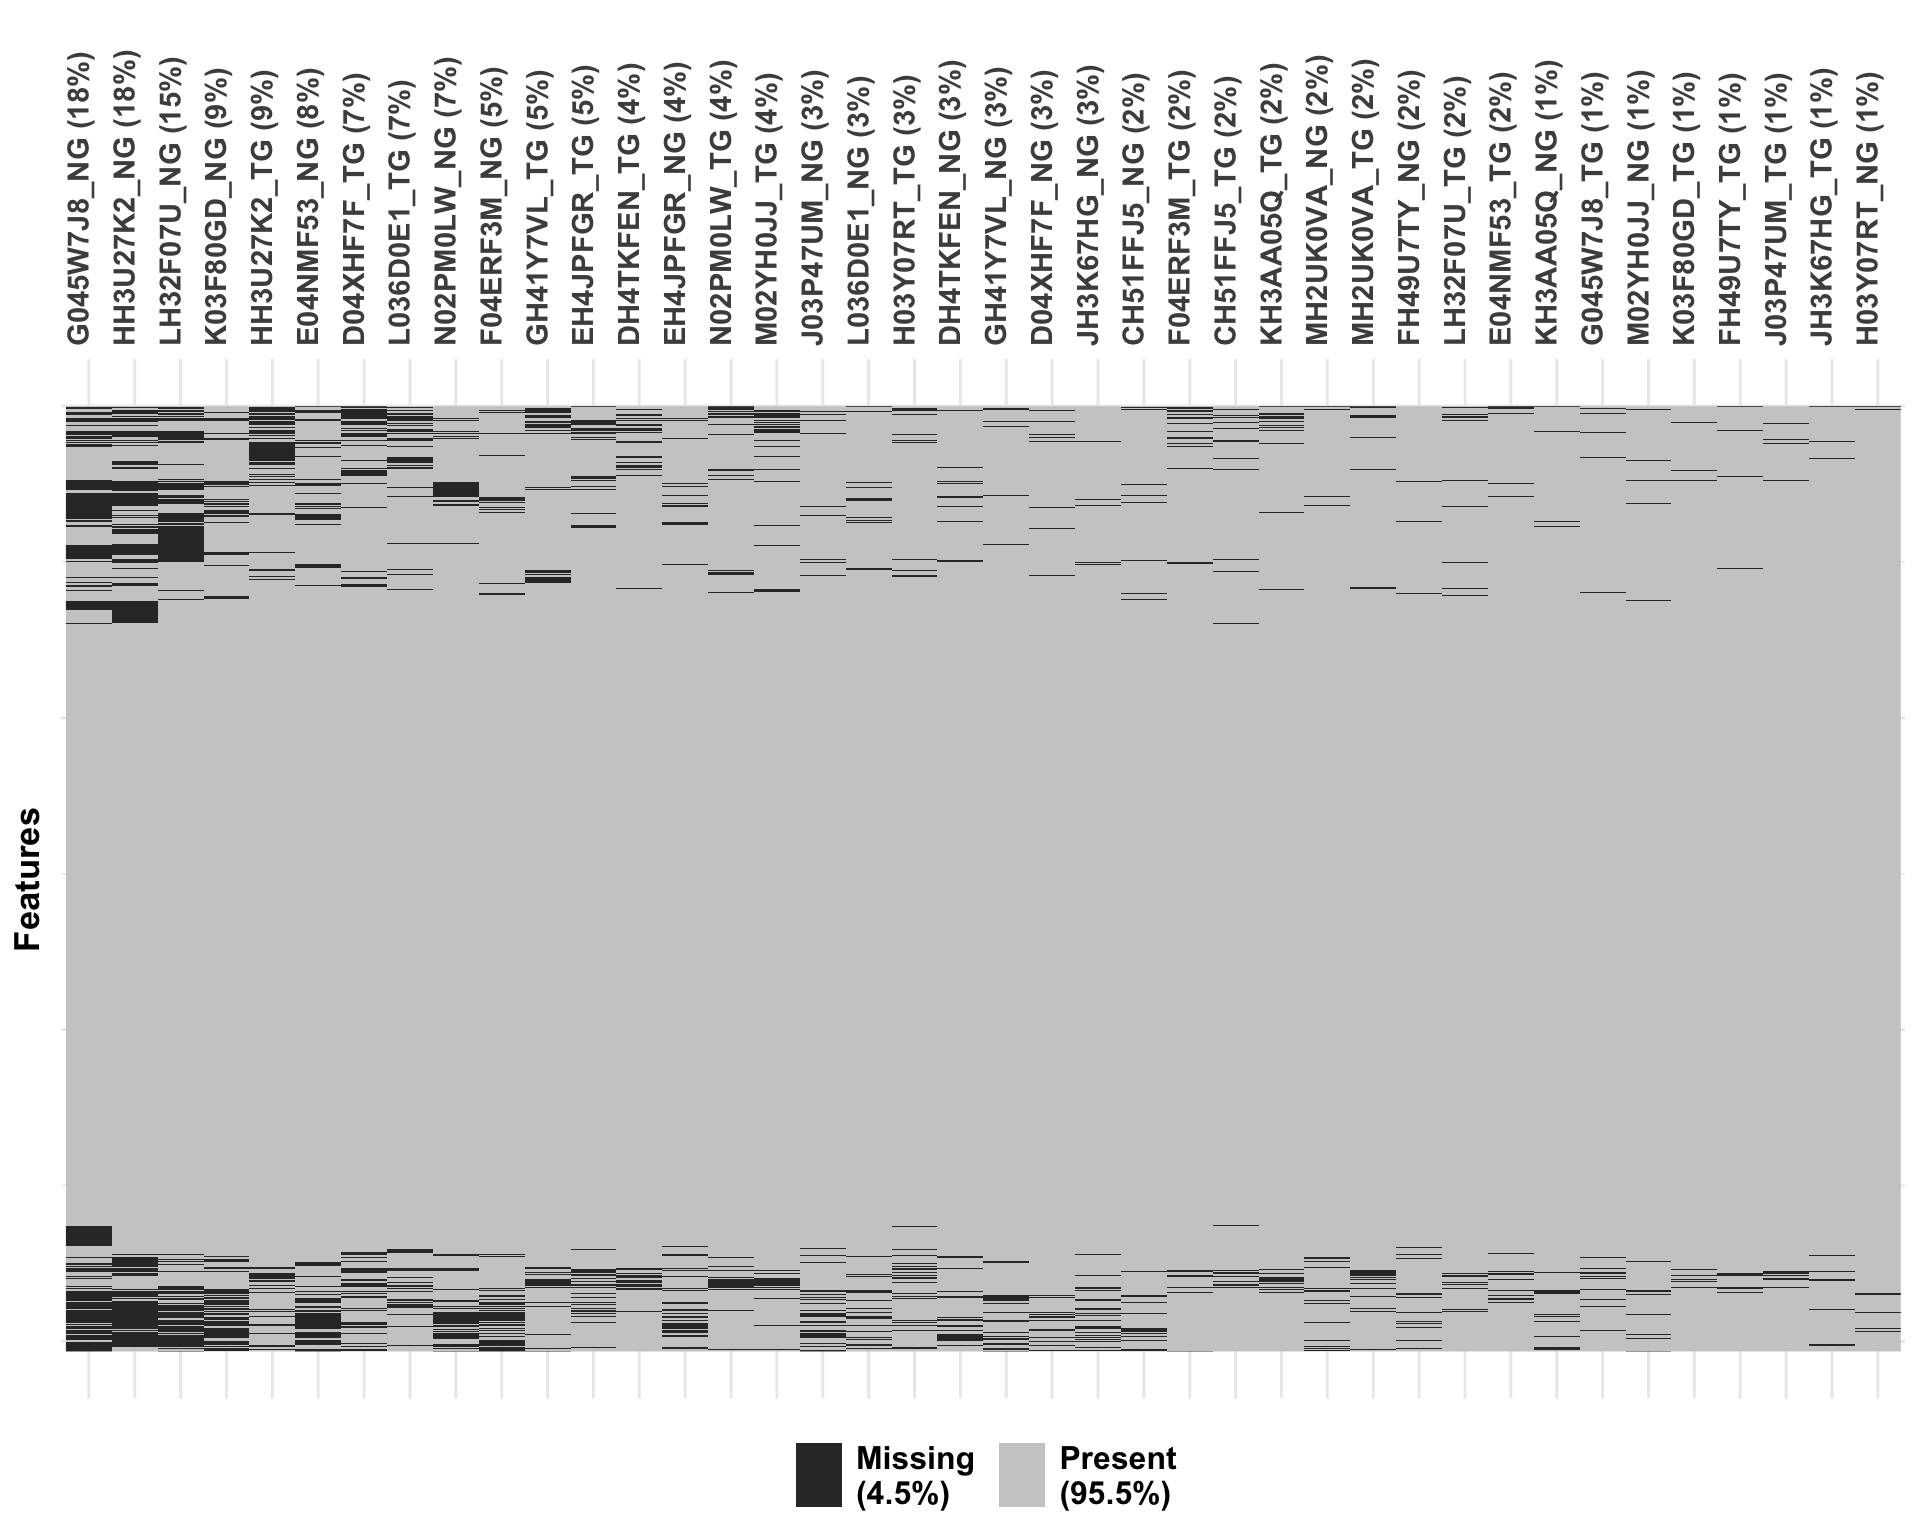 G045W7J8_NG (18%)
HH3U27K2_NG (18%)
LH32F07U_NG (15%)
K03F80GD_NG (9%)
HH3U27K2_TG (9%)
E04NMF53_NG (8%)
D04XHF7F_TG (7%)
L036D0E1_TG (7%)
N02PM0LW_NG (7%)
F04ERF3M_NG (5%)
GH41Y7VL_TG (5%)
EH4JPFGR_TG (5%)
DH4TKFEN_TG (4%)
EH4JPFGR_NG (4%)
N02PM0LW_TG (4%)
M02YH0JJ_TG (4%)
J03P47UM_NG (3%)
L036D0E1_NG (3%)
H03Y07RT_TG (3%)
DH4TKFEN_NG (3%)
GH41Y7VL_NG (3%)
D04XHF7F_NG (3%)
JH3K67HG_NG (3%)
CH51FFJ5_NG (2%)
F04ERF3M_TG (2%)
CH51FFJ5_TG (2%)
KH3AA05Q_TG (2%)
MH2UK0VA_NG (2%)
MH2UK0VA_TG (2%)
FH49U7TY_NG (2%)
LH32F07U_TG (2%)
E04NMF53_TG (2%)
KH3AA05Q_NG (1%)
G045W7J8_TG (1%)
M02YH0JJ_NG (1%)
K03F80GD_TG (1%)
FH49U7TY_TG (1%)
J03P47UM_TG (1%)
JH3K67HG_TG (1%)
H03Y07RT_NG (1%)
Features
Missing
(4.5%)
Present
(95.5%)